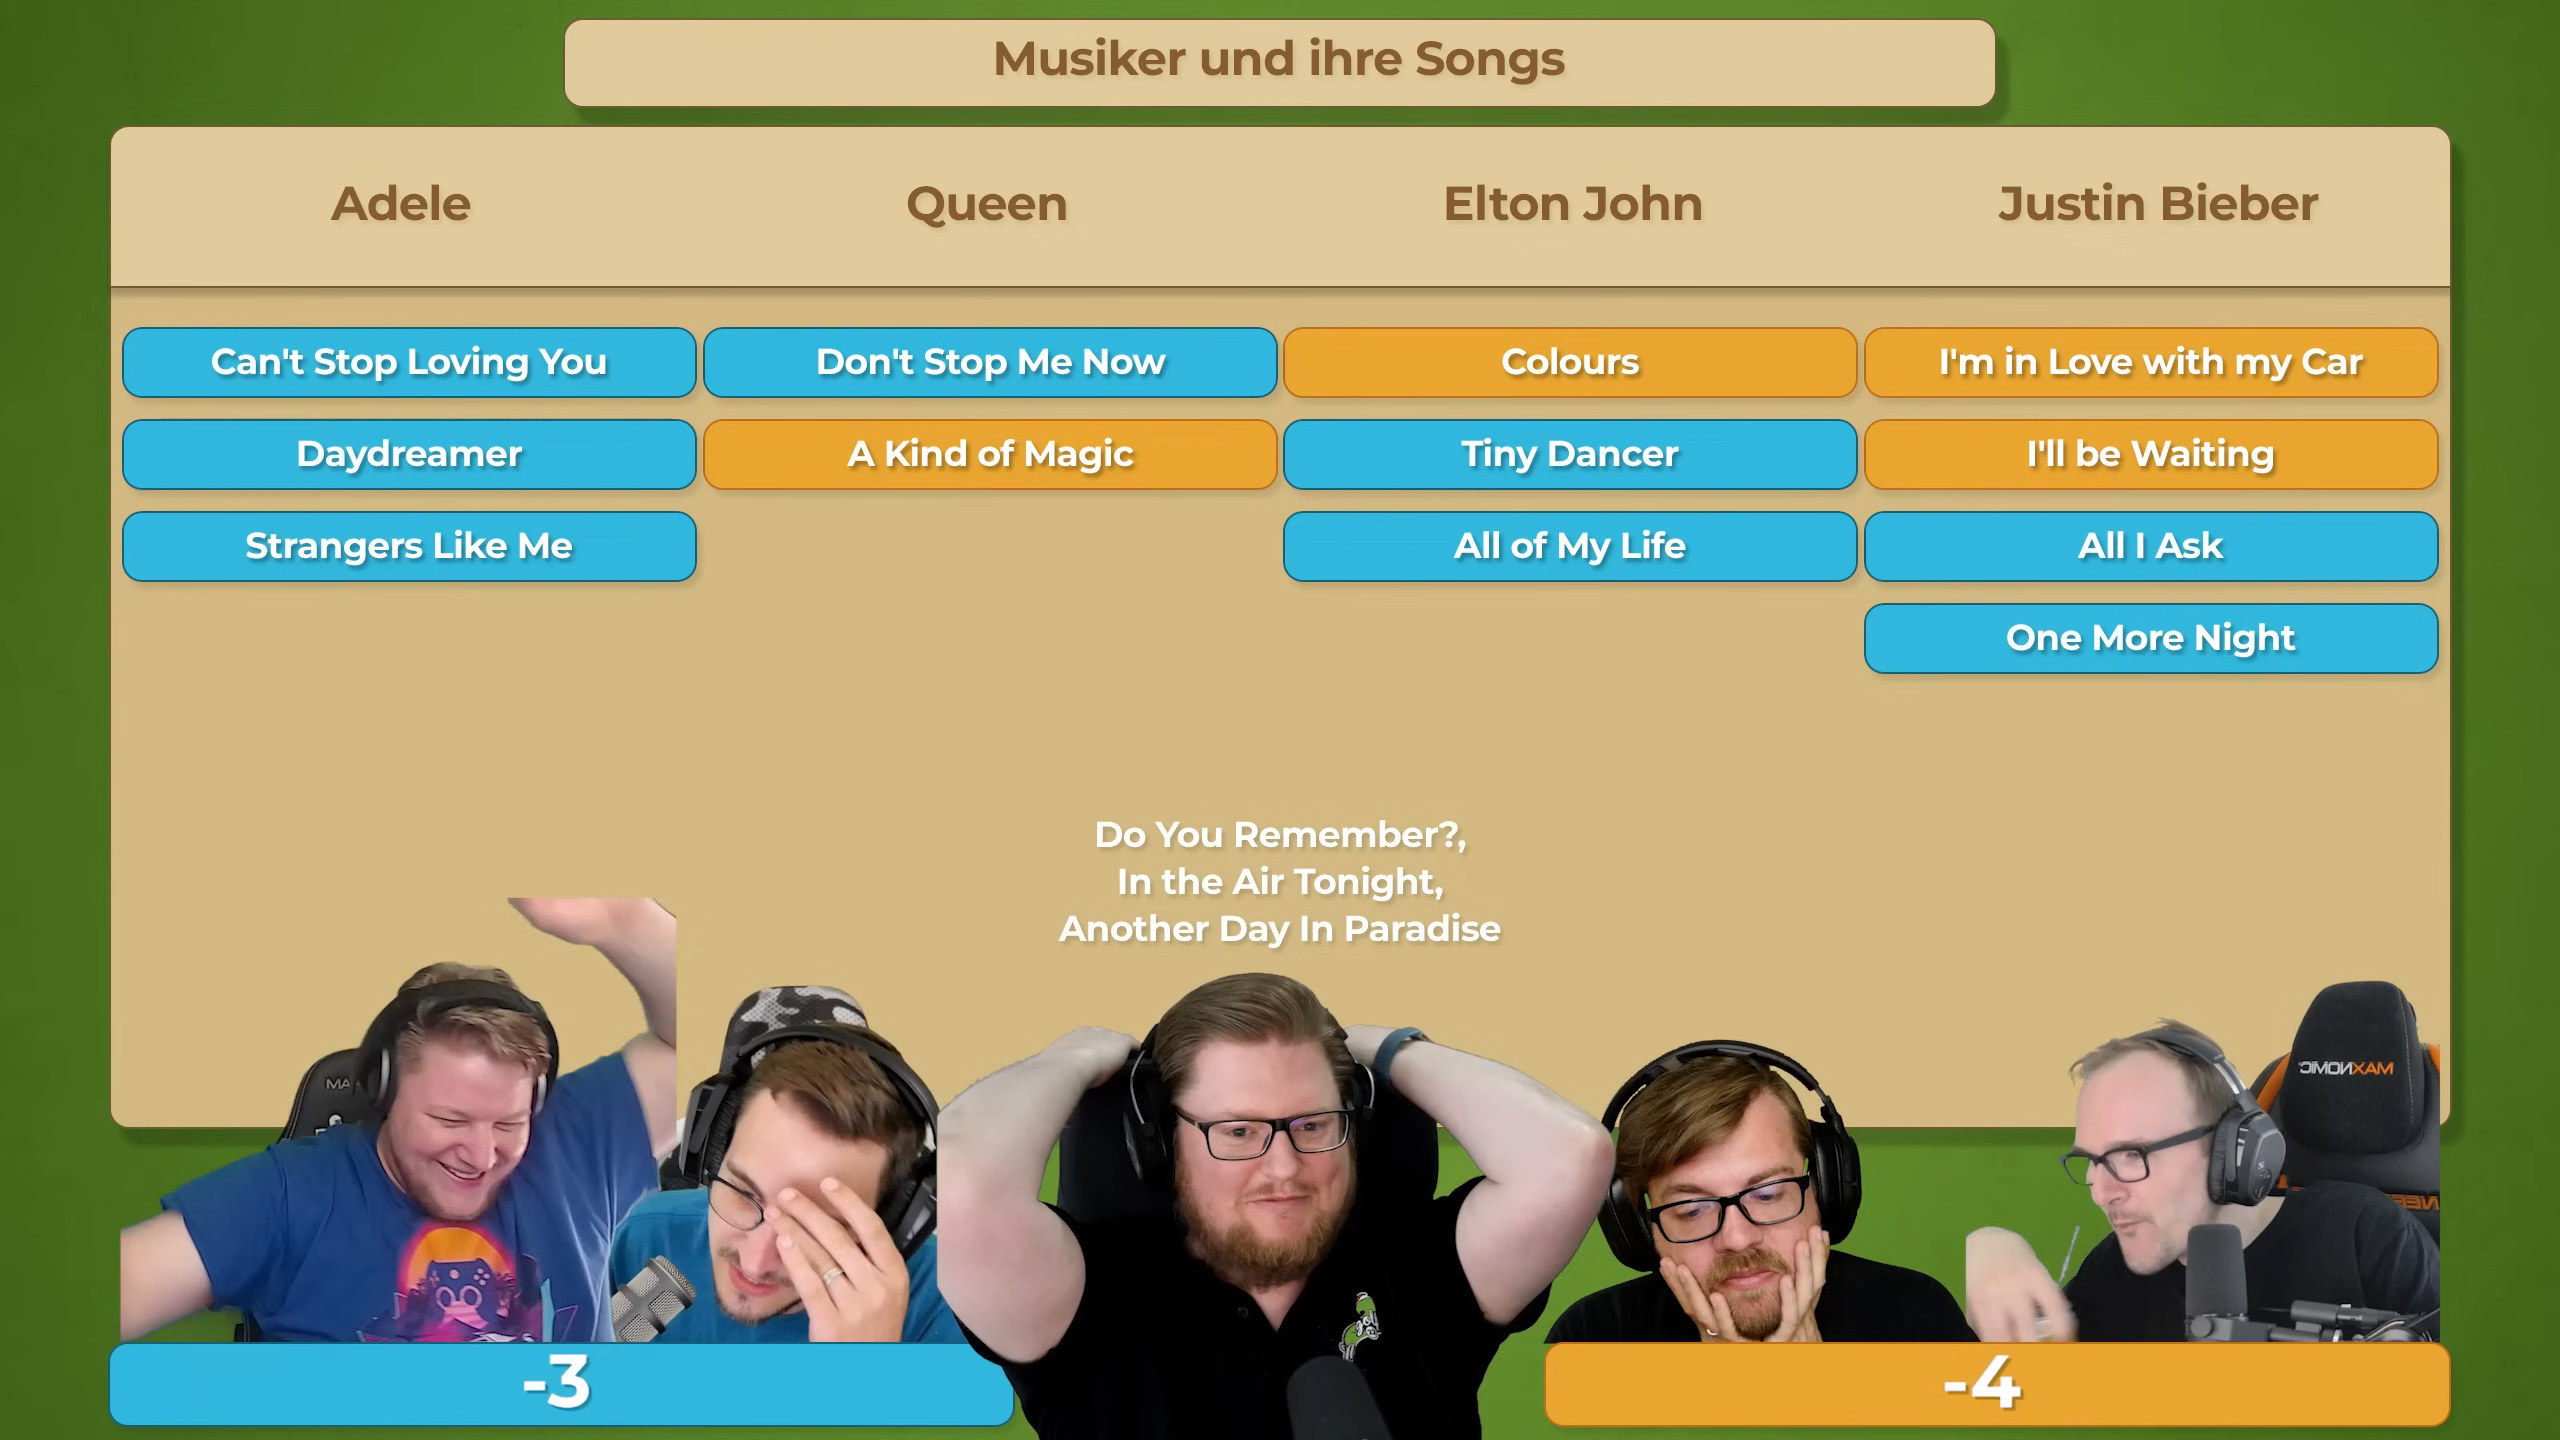 Musiker und ihre Songs
Adele
Queen
Elton John
Justin Bieber
Can't Stop Loving You
Don't Stop Me Now
Colours
I'm in Love with my Car
Daydreamer
A Kind of Magic
Tiny Dancer
I'll be Waiting
Strangers Like Me
All of My Life
All I Ask
One More Night
Do You Remember?,
In the Air Tonight,
Another Day In Paradise
MAXNOMIC
MA
-3
-4